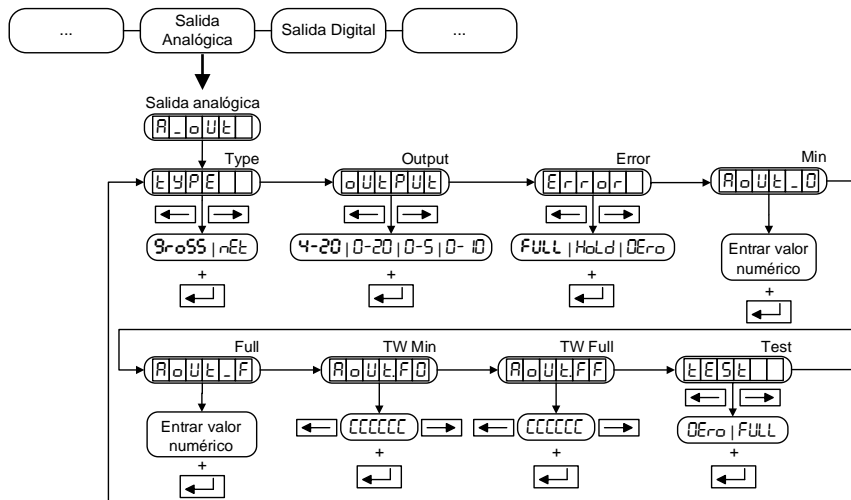 ...
Salida Analógica
Salida Digital
...
Salida analógica
A_oUt
Type
Output
Error
Min
tYPE
oUtPUt
Error
AoUt_0
groSS | nEt
4-20 | 0-20 | 0-5 | 0-10
FULL | HoLd | 0Ero
Entrar valor numérico
+
+
+
+
Full
TW Min
TW Full
Test
AoUt_F
AoUt.F0
AoUt.FF
tESt
Entrar valor numérico
CCCCCC
CCCCCC
0Ero | FULL
+
+
+
+